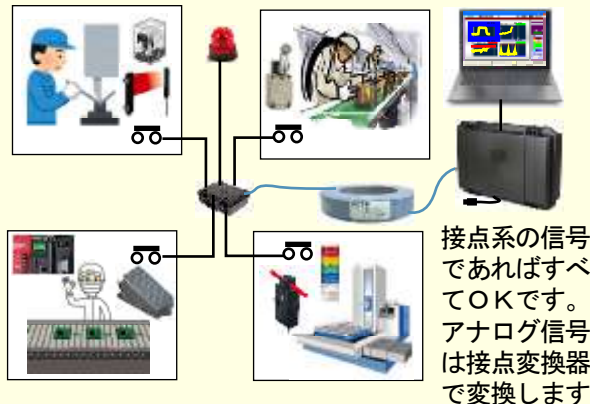 接点系の信号
であればすべ
てＯＫです。
アナログ信号
は接点変換器
で変換します